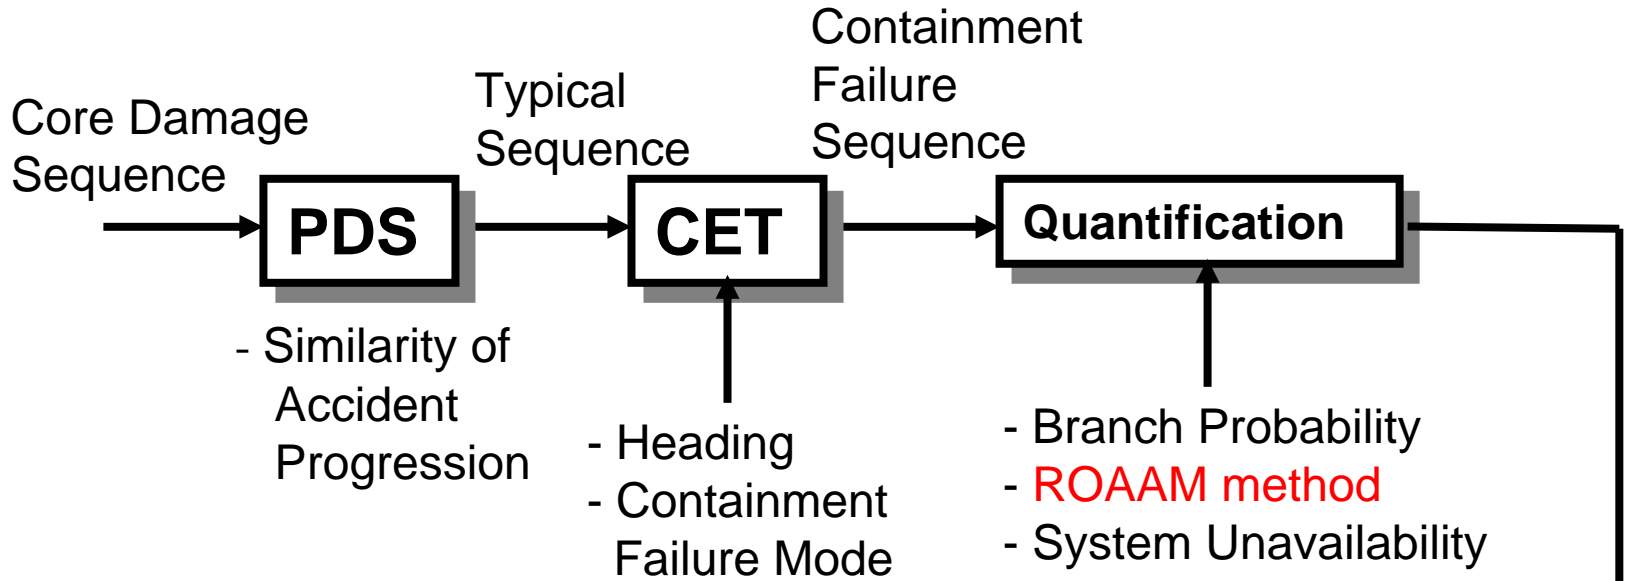 Core Damage
Sequence
PDS
- Similarity of
Accident
Progression
Typical
Sequence
CET
- Heading
- Containment
Failure Mode
Containment
Failure
Sequence
Quantification
- Branch Probability
- ROAAM method
- System Unavailability